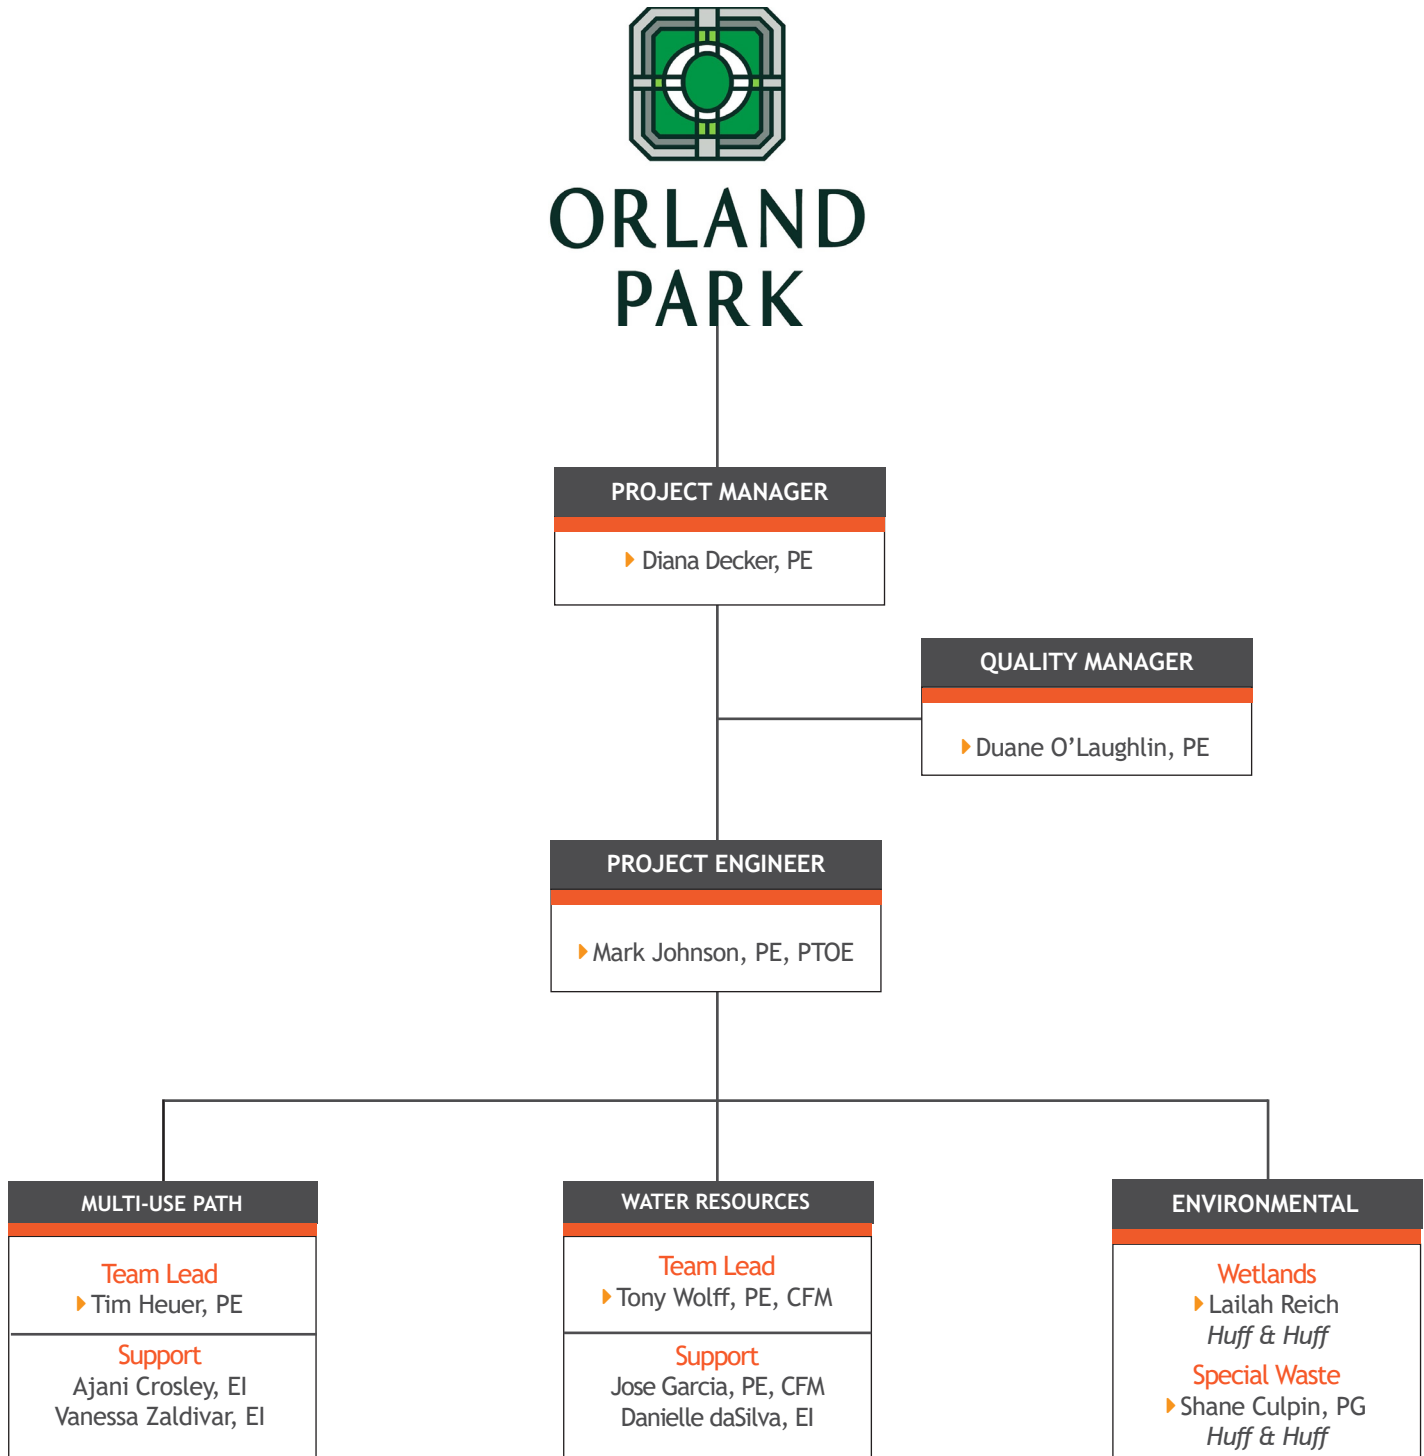 ORLAND
PARK
PROJECT MANAGER
Diana Decker, PE
QUALITY MANAGER
Duane O’Laughlin, PE
PROJECT ENGINEER
Mark Johnson, PE, PTOE
MULTI-USE PATH
Team Lead
Tim Heuer, PE
Support
Ajani Crosley, EI
Vanessa Zaldivar, EI
WATER RESOURCES
Team Lead
Tony Wolff, PE, CFM
Support
Jose Garcia, PE, CFM
Danielle daSilva, EI
ENVIRONMENTAL
Wetlands
Lailah Reich
Huff & Huff
Special Waste
Shane Culpin, PG
Huff & Huff